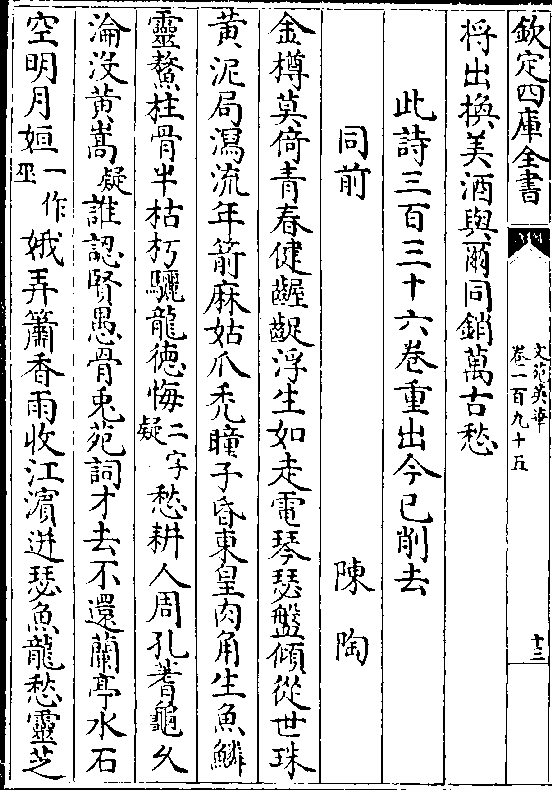 欽定四庫全書
文苑英華
卷二百九十五
十三
将出換美酒與爾同銷萬古愁
此詩三百三十六卷重出今已削去
同前 陳陶
金樽莫倚青春健齷齪浮生如走電琴瑟盤傾從世珠
黄泥局瀉流年箭麻姑爪禿瞳子昏東皇肉角生魚鱗
靈鰲柱骨半枯朽驪龍德悔二字疑愁耕人周孔蓍龜久
淪沒黄嵩疑誰認賢愚骨兎苑詞才去不還蘭亭水石
空明月姮一作巫娥弄簫香雨收江濵迸瑟魚龍愁靈芝